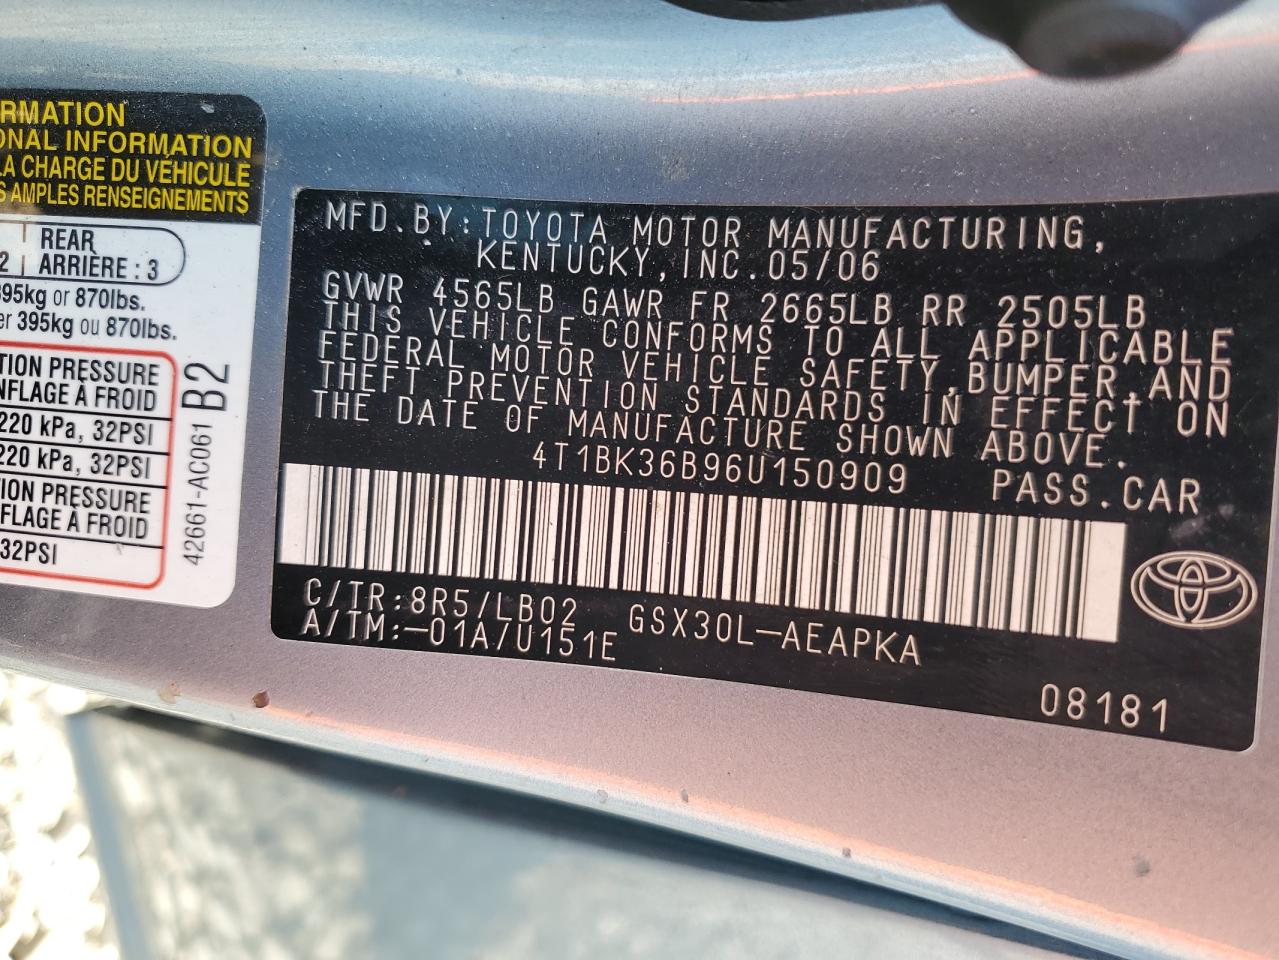 RMATION
ONAL INFORMATION
LA CHARGE DU VÉHICULE
S AMPLES RENSEIGNEMENTS
2 REAR
ARRIÈRE : 3
395kg or 870lbs.
er 395kg ou 870lbs.
TION PRESSURE
NFLAGE À FROID
220 kPa, 32PSI
220 kPa, 32PSI
TION PRESSURE
FLAGE À FROID
32PSI
42661-AC061 B2
MFD. BY: TOYOTA MOTOR MANUFACTURING,
KENTUCKY, INC. 05/06
GVWR 4565LB GAWR FR 2665LB RR 2505LB
THIS VEHICLE CONFORMS TO ALL APPLICABLE
FEDERAL MOTOR VEHICLE SAFETY, BUMPER, AND
THEFT PREVENTION STANDARDS IN EFFECT ON
THE DATE OF MANUFACTURE SHOWN ABOVE.
4T1BK36B96U150909 PASS. CAR
C/TR:8R5/LB02 GSX30L-AEAPKA
A/TM:-01A/U151E
08181